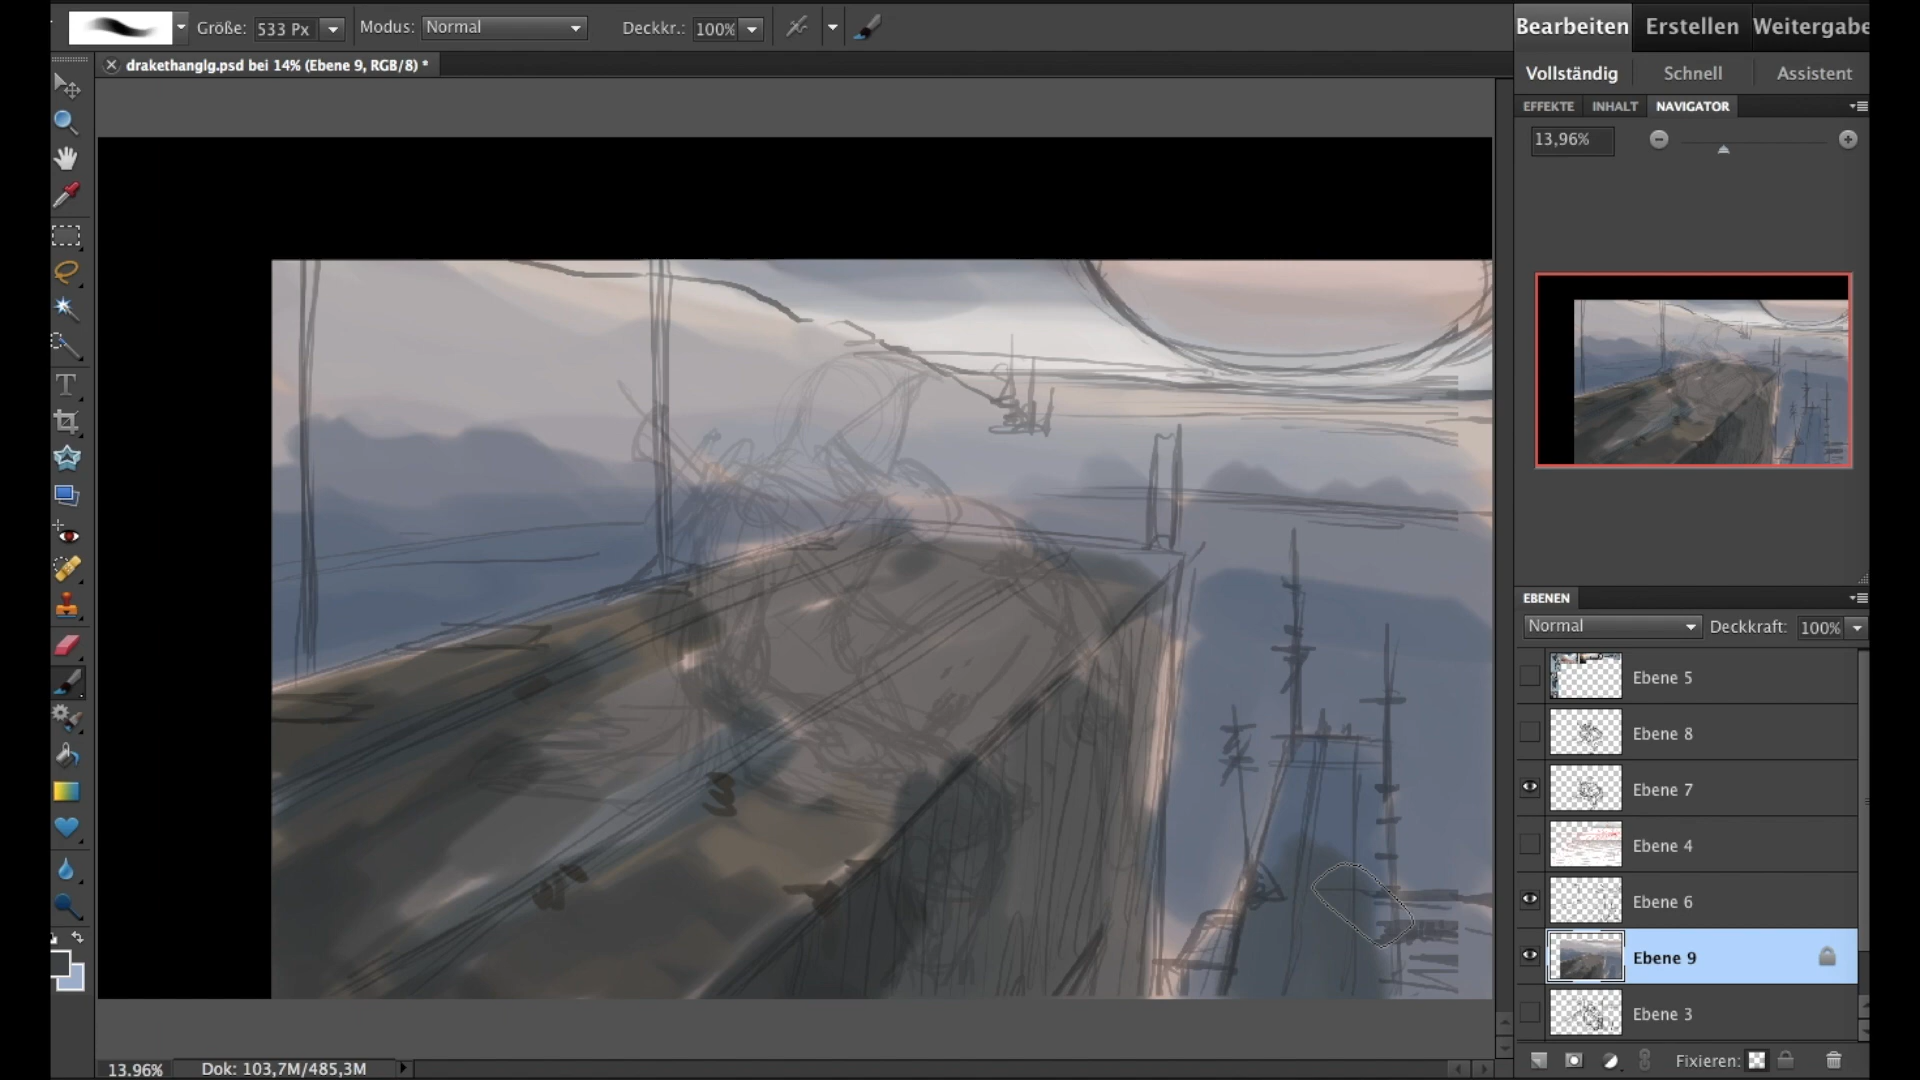 Größe: 533 Px Modus: Normal Deckkr.: 100%
Bearbeiten Erstellen Weitergabe
drakethanglg.psd bei 14% (Ebene 9, RGB/8) *
Vollständig Schnell Assistent
EFFEKTE INHALT NAVIGATOR
13,96%
EBENEN
Normal Deckkraft: 100%
Ebene 5
Ebene 8
Ebene 7
Ebene 4
Ebene 6
Ebene 9
Ebene 3
Fixieren:
13.96% Dok: 103,7M/485,3M